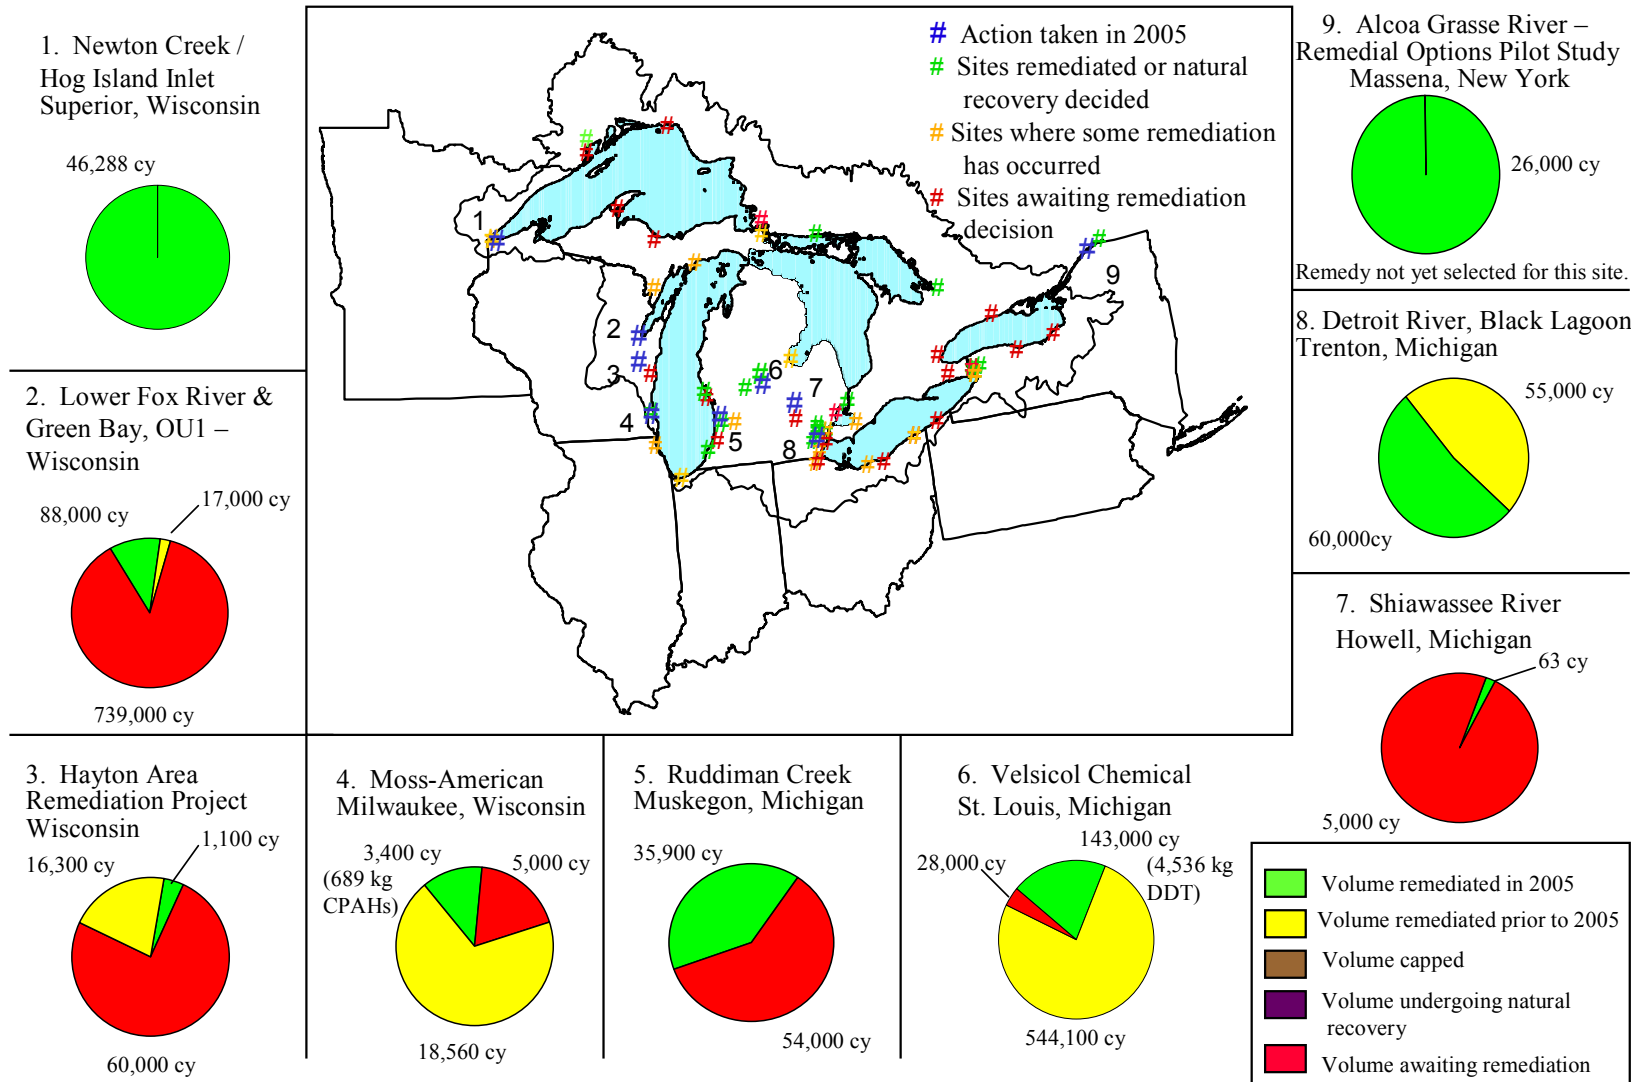 1. Newton Creek /
Hog Island Inlet
Superior, Wisconsin
46,288 cy
2. Lower Fox River &
Green Bay, OU1 –
Wisconsin
17,000 cy
88,000 cy
739,000 cy
3. Hayton Area
Remediation Project
Wisconsin
1,100 cy
16,300 cy
60,000 cy
4. Moss-American
Milwaukee, Wisconsin
3,400 cy
(689 kg
CPAHs)
5,000 cy
18,560 cy
5. Ruddiman Creek
Muskegon, Michigan
35,900 cy
54,000 cy
6. Velsicol Chemical
St. Louis, Michigan
143,000 cy
(4,536 kg
DDT)
28,000 cy
544,100 cy
7. Shiawassee River
Howell, Michigan
63 cy
5,000 cy
8. Detroit River, Black Lagoon
Trenton, Michigan
55,000 cy
60,000cy
9. Alcoa Grasse River –
Remedial Options Pilot Study
Massena, New York
26,000 cy
Remedy not yet selected for this site.
# Action taken in 2005
# Sites remediated or natural
recovery decided
# Sites where some remediation
has occurred
# Sites awaiting remediation
decision
1
2
3
4
5
6
7
8
9
Volume remediated in 2005
Volume remediated prior to 2005
Volume capped
Volume undergoing natural
recovery
Volume awaiting remediation